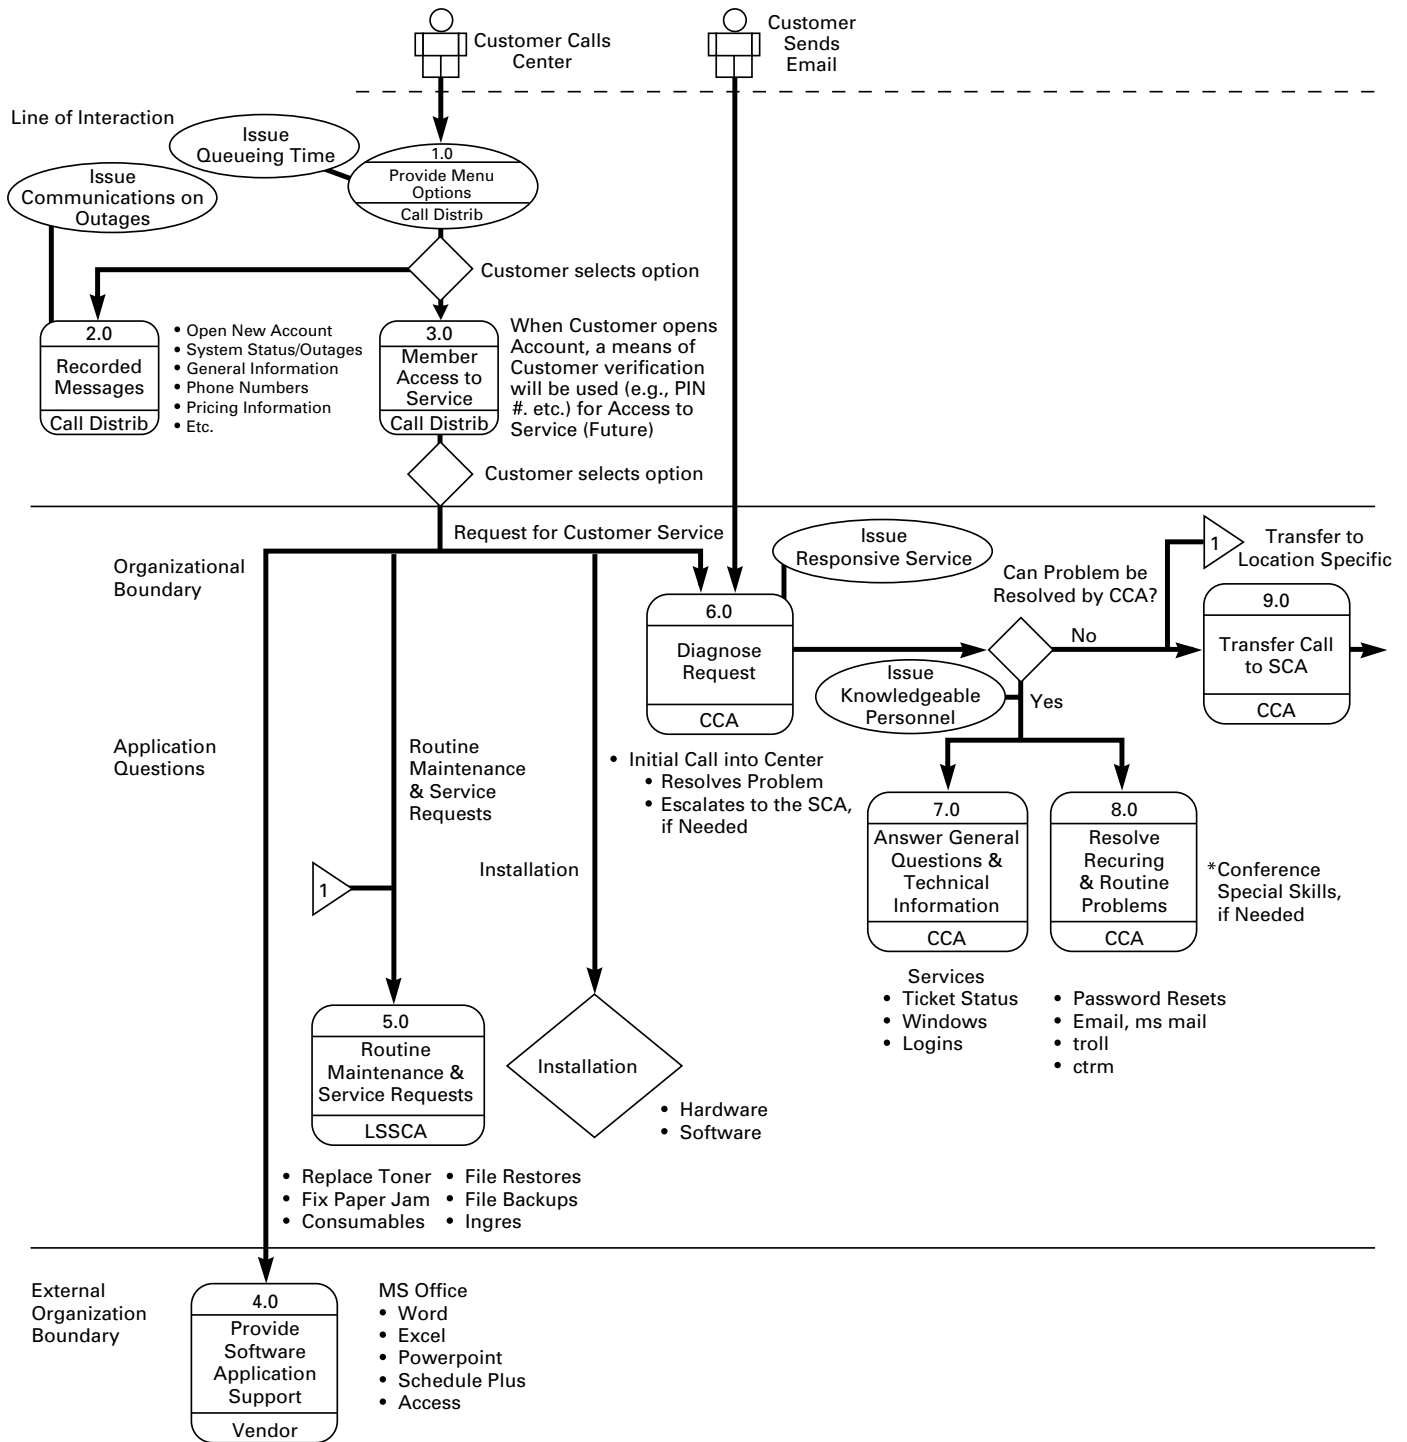 Customer Calls
Center
Customer
Sends
Email
Line of Interaction
Issue
Queueing Time
Issue
Communications on
Outages
1.0
Provide Menu
Options
Call Distrib
Customer selects option
2.0
Recorded
Messages
Call Distrib
• Open New Account
• System Status/Outages
• General Information
• Phone Numbers
• Pricing Information
• Etc.
3.0
Member
Access to
Service
Call Distrib
When Customer opens
Account, a means of
Customer verification
will be used (e.g., PIN
#. etc.) for Access to
Service (Future)
Customer selects option
Request for Customer Service
Organizational
Boundary
Issue
Responsive Service
Can Problem be
Resolved by CCA?
1
Transfer to
Location Specific
6.0
Diagnose
Request
CCA
No
9.0
Transfer Call
to SCA
CCA
Issue
Knowledgeable
Personnel
Yes
Application
Questions
Routine
Maintenance
& Service
Requests
• Initial Call into Center
• Resolves Problem
• Escalates to the SCA,
if Needed
7.0
Answer General
Questions &
Technical
Information
CCA
8.0
Resolve
Recuring
& Routine
Problems
CCA
*Conference
Special Skills,
if Needed
Installation
1
Services
• Ticket Status
• Windows
• Logins
• Password Resets
• Email, ms mail
• troll
• ctrm
5.0
Routine
Maintenance &
Service Requests
LSSCA
Installation
• Hardware
• Software
• Replace Toner
• Fix Paper Jam
• Consumables
• File Restores
• File Backups
• Ingres
External
Organization
Boundary
4.0
Provide
Software
Application
Support
Vendor
MS Office
• Word
• Excel
• Powerpoint
• Schedule Plus
• Access